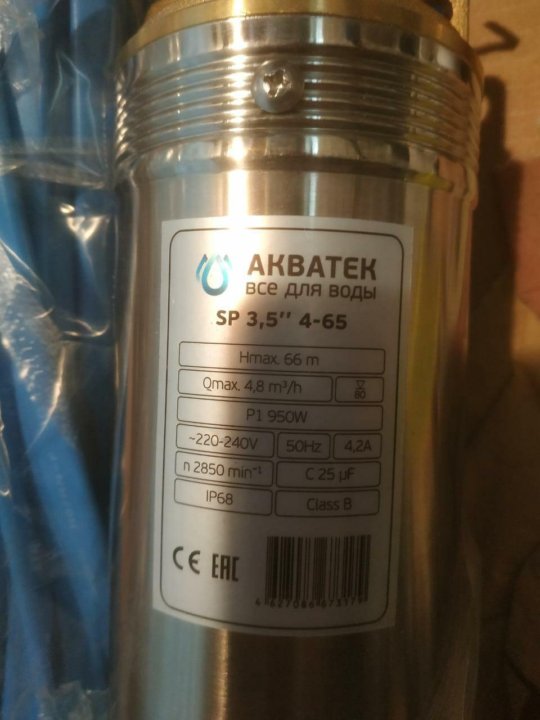 АКВАТЕК
все для воды
SP 3,5'' 4-65
Hmax. 66 m
Qmax. 4,8 m³/h
80
P1 950W
~220-240V 50Hz 4,2A
n 2850 min⁻¹ C 25 µF
IP68 Class B
CE EAC